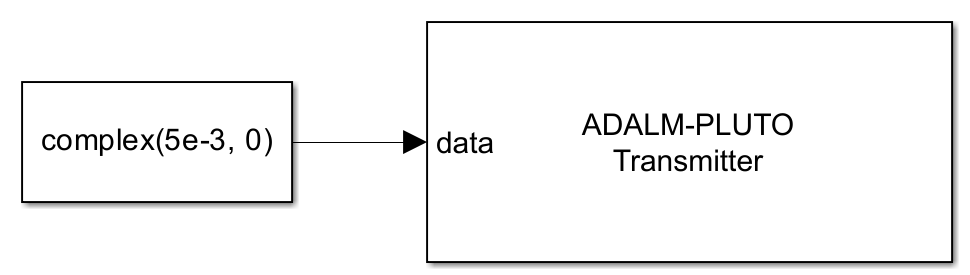 complex(5e-3, 0)
data
ADALM-PLUTO
Transmitter